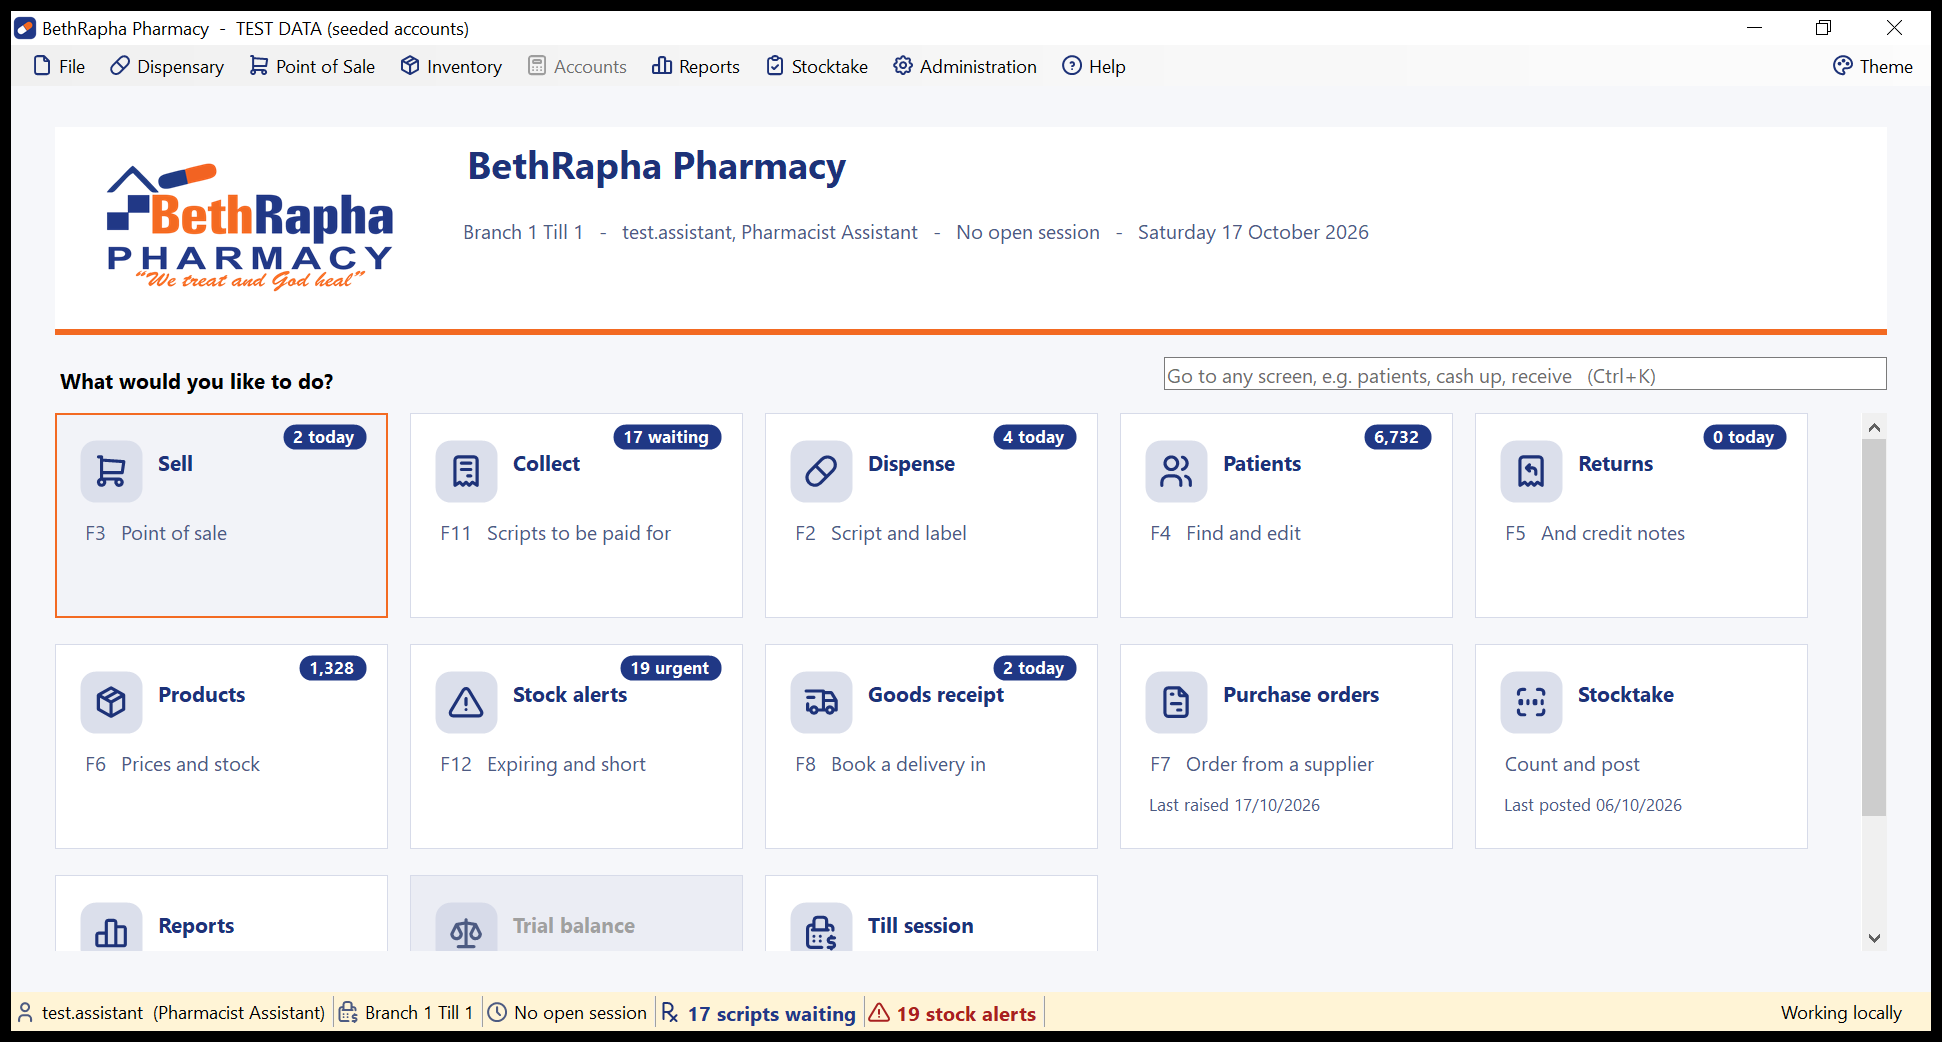 BethRapha Pharmacy - TEST DATA (seeded accounts)
File Dispensary Point of Sale Inventory Accounts Reports Stocktake Administration Help Theme
BethRapha
PHARMACY
“We treat and God heal”
BethRapha Pharmacy
Branch 1 Till 1 - test.assistant, Pharmacist Assistant - No open session - Saturday 17 October 2026
What would you like to do?
Go to any screen, e.g. patients, cash up, receive (Ctrl+K)
2 today
Sell
F3 Point of sale
17 waiting
Collect
F11 Scripts to be paid for
4 today
Dispense
F2 Script and label
6,732
Patients
F4 Find and edit
0 today
Returns
F5 And credit notes
1,328
Products
F6 Prices and stock
19 urgent
Stock alerts
F12 Expiring and short
2 today
Goods receipt
F8 Book a delivery in
Purchase orders
F7 Order from a supplier
Last raised 17/10/2026
Stocktake
Count and post
Last posted 06/10/2026
Reports
Trial balance
Till session
test.assistant (Pharmacist Assistant) Branch 1 Till 1 No open session 17 scripts waiting 19 stock alerts Working locally